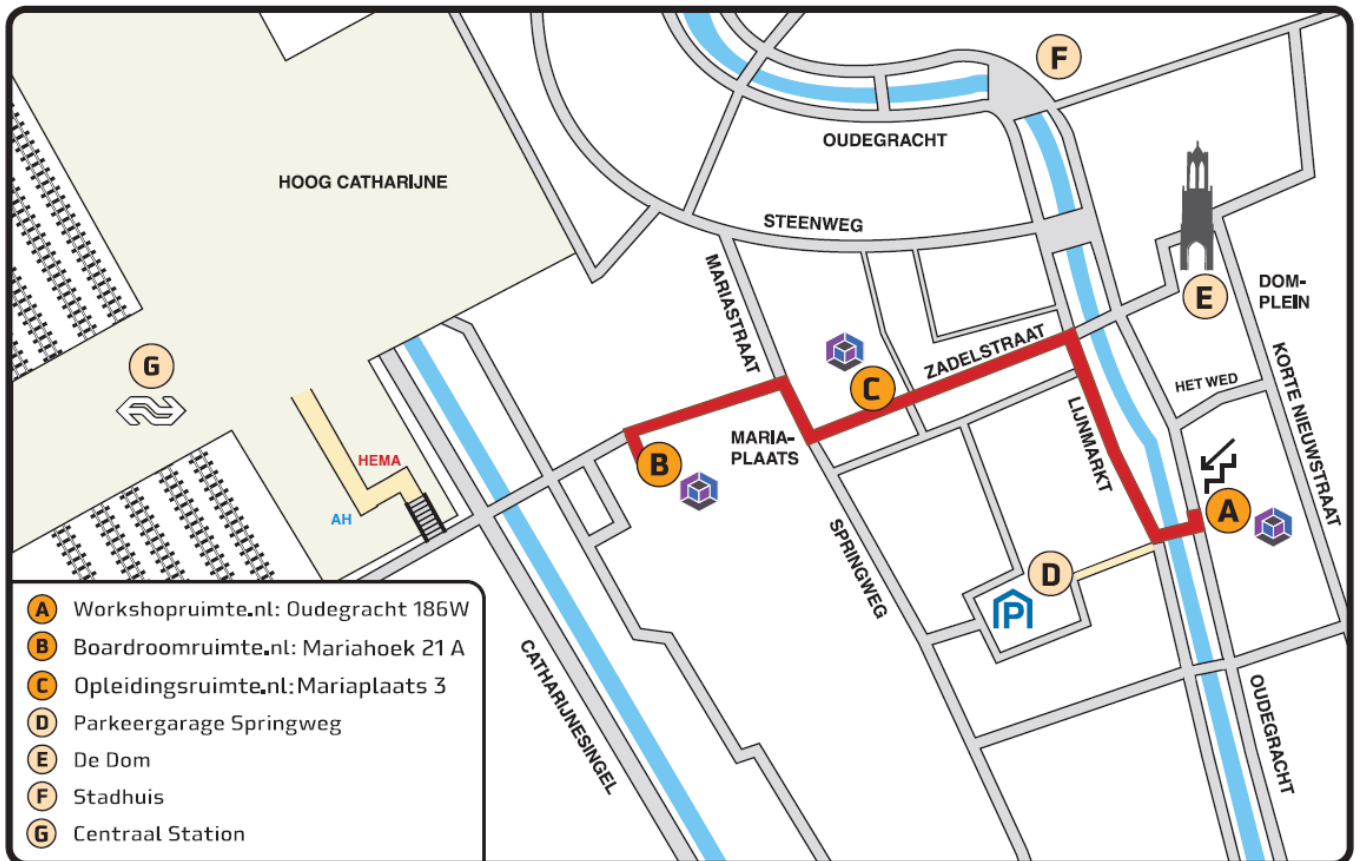 F
OUDEGRACHT
HOOG CATHARIJNE
STEENWEG
MARIASTRAAT
E
DOM-
PLEIN
G
C
ZADELSTRAAT
HET WED
KORTE NIEUWSTRAAT
LIJNMARKT
HEMA
AH
B
MARIA-
PLAATS
A
SPRINGWEG
D
P
CATHARIJNESINGEL
OUDEGRACHT
A Workshopruimte.nl: Oudegracht 186W
B Boardroomruimte.nl: Mariahoek 21 A
C Opleidingsruimte.nl: Mariaplaats 3
D Parkeergarage Springweg
E De Dom
F Stadhuis
G Centraal Station